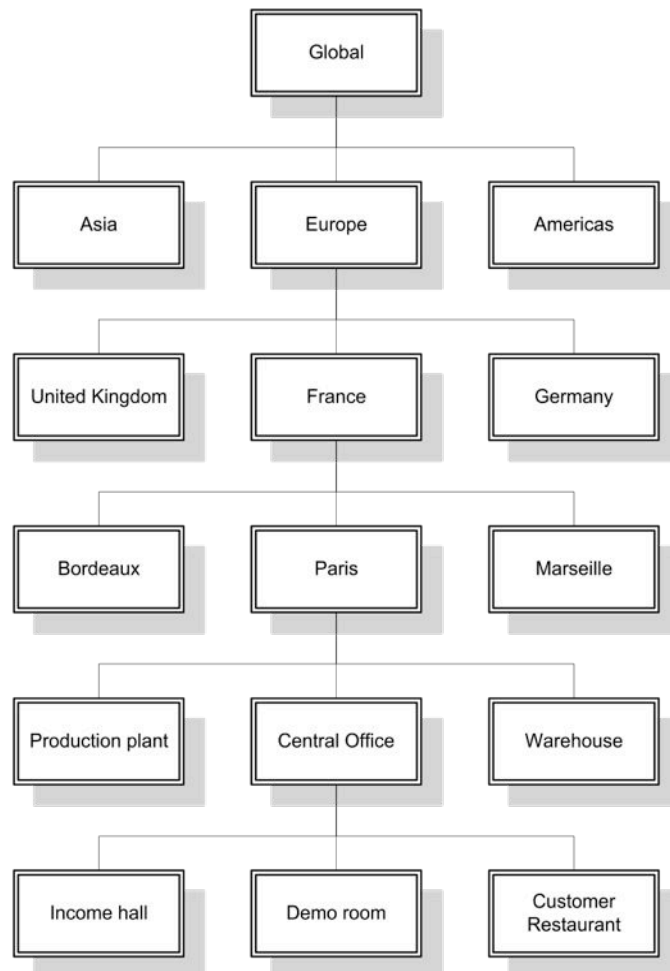 Global
Asia
Europe
Americas
United Kingdom
France
Germany
Bordeaux
Paris
Marseille
Production plant
Central Office
Warehouse
Income hall
Demo room
Customer
Restaurant